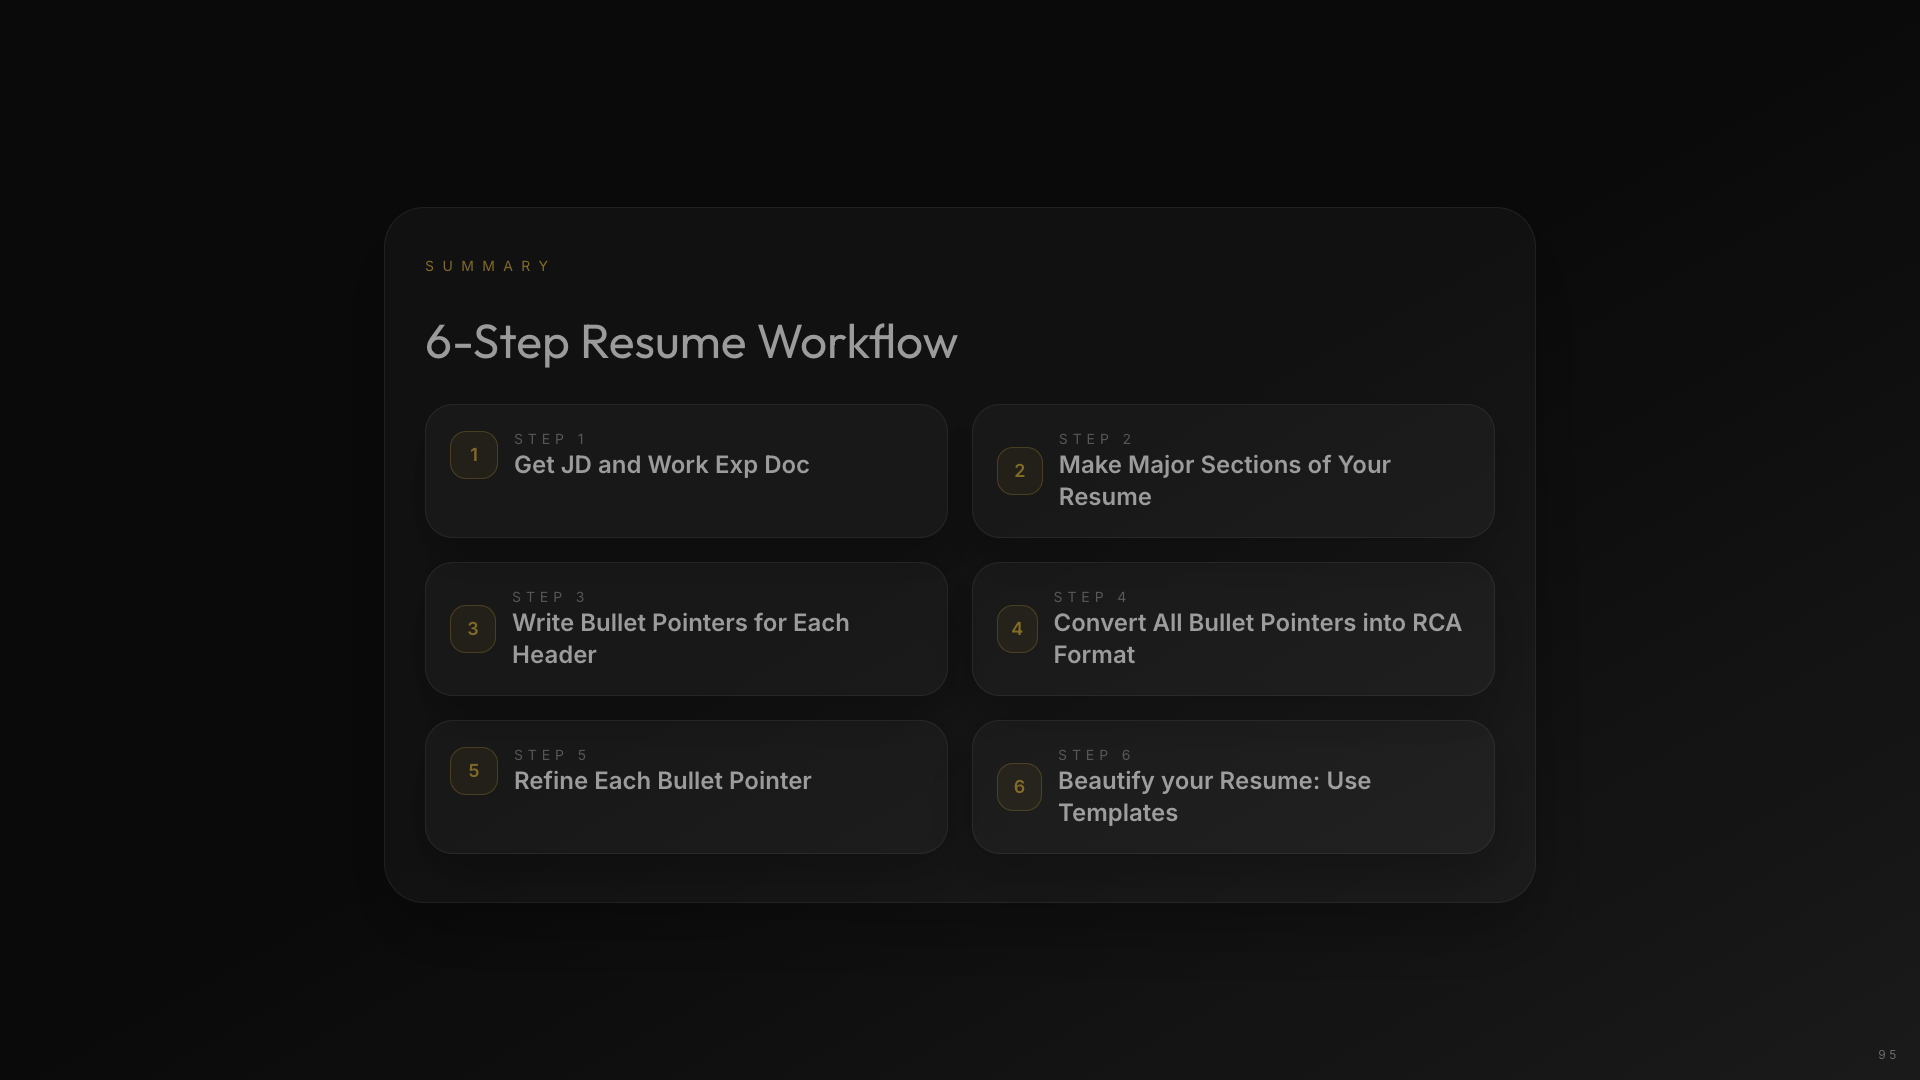 SUMMARY
6-Step Resume Workflow
1
STEP 1
Get JD and Work Exp Doc
2
STEP 2
Make Major Sections of Your
Resume
3
STEP 3
Write Bullet Pointers for Each
Header
4
STEP 4
Convert All Bullet Pointers into RCA
Format
5
STEP 5
Refine Each Bullet Pointer
6
STEP 6
Beautify your Resume: Use
Templates
95